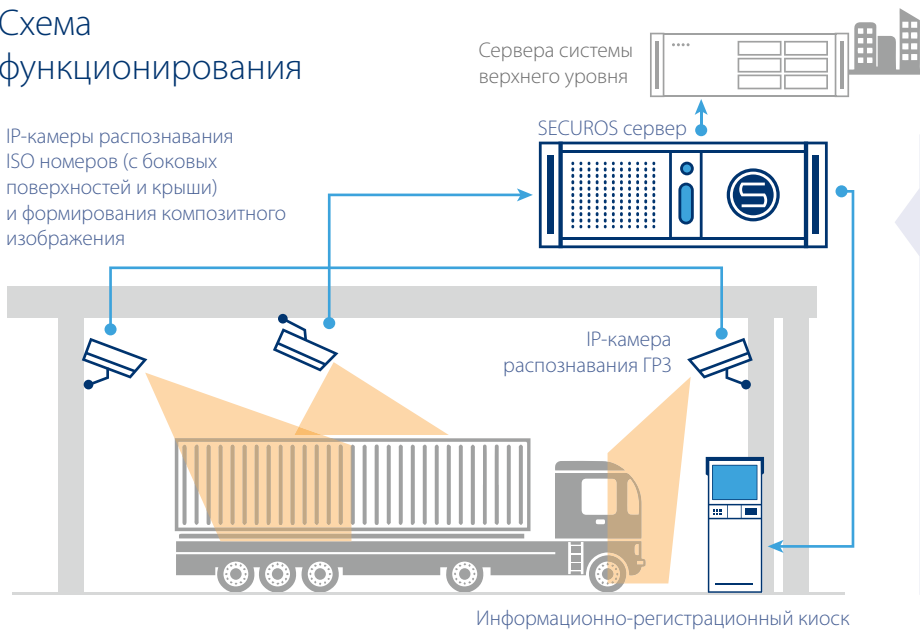 Схема
функционирования
Сервера системы
верхнего уровня
SECUROS сервер
IP-камеры распознавания
ISO номеров (с боковых
поверхностей и крыши)
и формирования композитного
изображения
IP-камера
распознавания ГРЗ
Информационно-регистрационный киоск